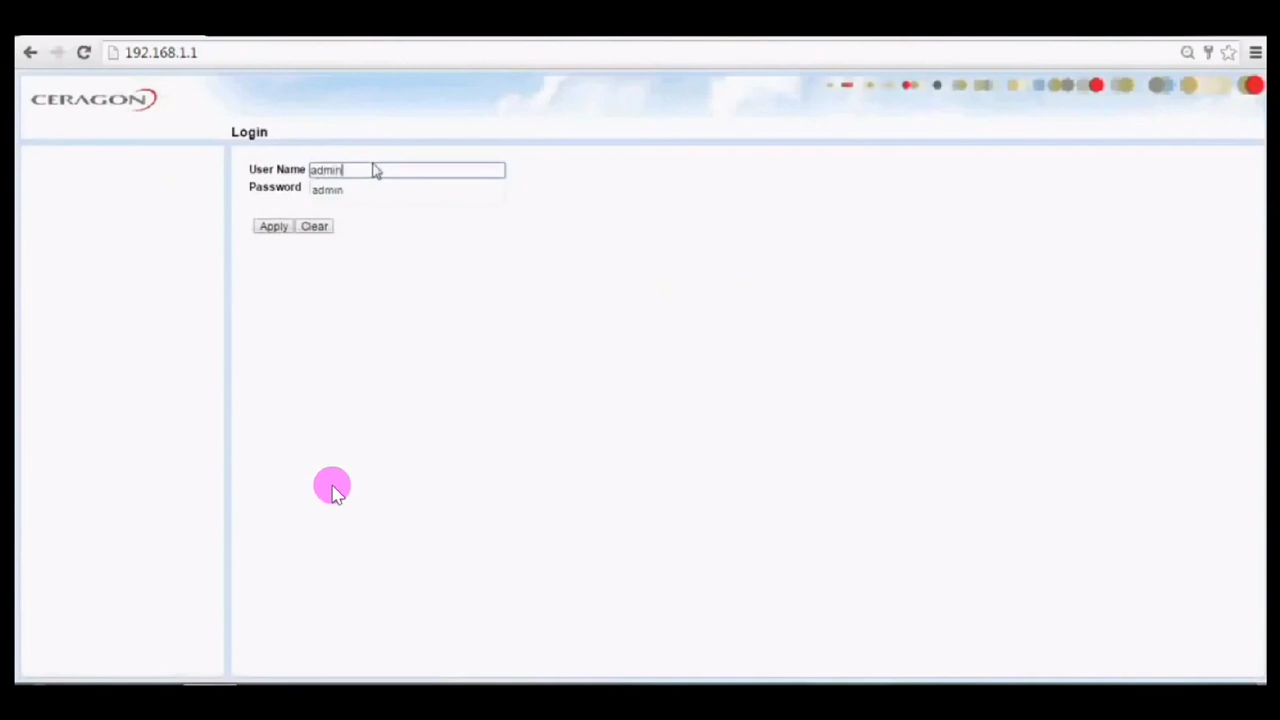 192.168.1.1
CERAGON
Login
User Name admin
Password admin
Apply Clear